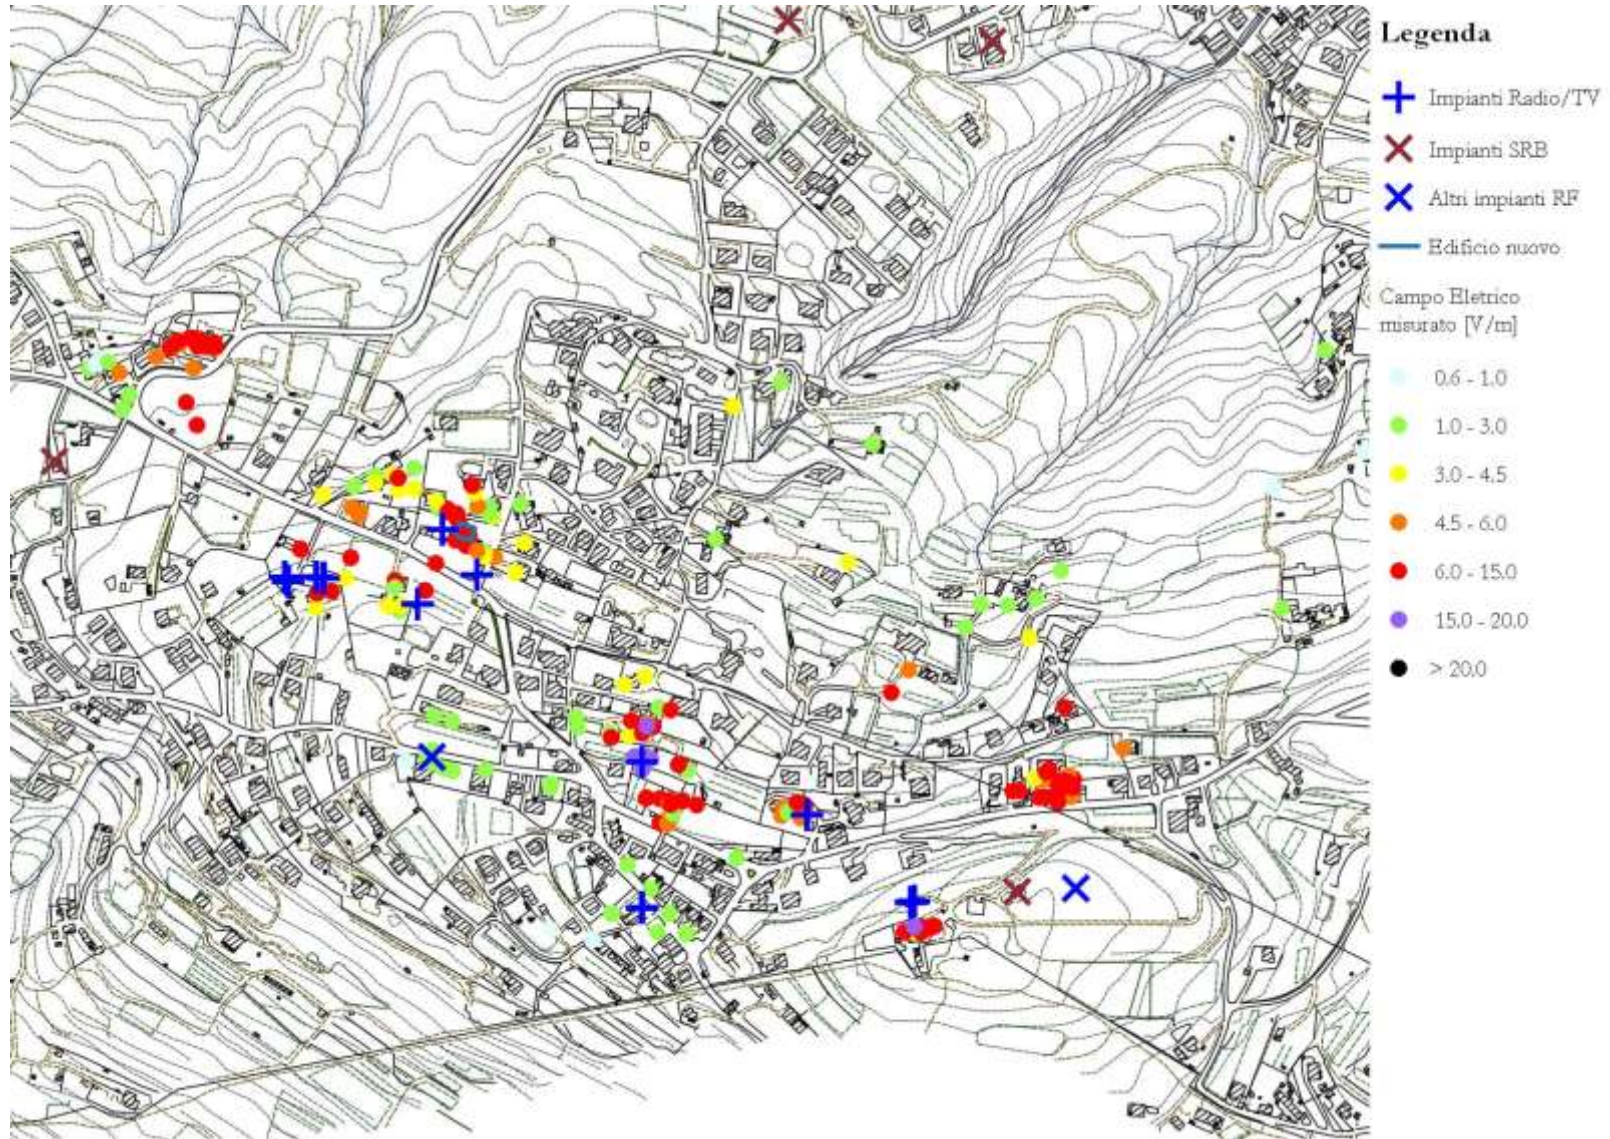 Legenda
Impianti Radio/TV
Impianti SRB
Altri impianti RF
Edificio nuovo
Campo Eletrico
misurato [V/m]
0.6 - 1.0
1.0 - 3.0
3.0 - 4.5
4.5 - 6.0
6.0 - 15.0
15.0 - 20.0
> 20.0